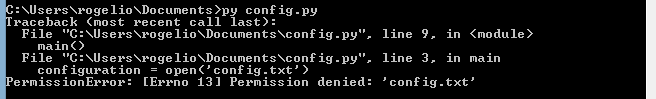 C:\Users\rogelio\Documents>py config.py
Traceback (most recent call last):
  File "C:\Users\rogelio\Documents\config.py", line 9, in <module>
    main()
  File "C:\Users\rogelio\Documents\config.py", line 3, in main
    configuration = open('config.txt')
PermissionError: [Errno 13] Permission denied: 'config.txt'